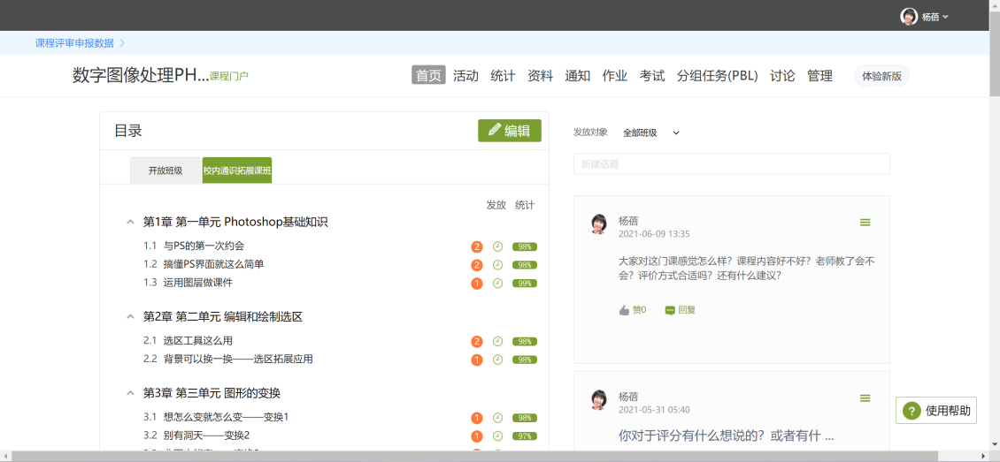 杨蓓
课程评审申报数据
数字图像处理PH...课程门户
首页 活动 统计 资料 通知 作业 考试 分组任务(PBL) 讨论 管理 体验新版
目录
编辑
开放班级 校内通识拓展课班
发放 统计
第1章 第一单元 Photoshop基础知识
1.1 与PS的第一次约会 2 98%
1.2 搞懂PS界面就这么简单 2 98%
1.3 运用图层做课件 1 99%
第2章 第二单元 编辑和绘制选区
2.1 选区工具这么用 2 98%
2.2 背景可以换一换——选区拓展应用 1 98%
第3章 第三单元 图形的变换
3.1 想怎么变就怎么变——变换1 1 98%
3.2 别有洞天——变换2 1 97%
发放对象 全部班级
新建话题
杨蓓
2021-06-09 13:35
大家对这门课感觉怎么样？课程内容好不好？老师教了会不
会？评价方式合适吗？还有什么建议？
赞0 回复
杨蓓
2021-05-31 05:40
你对于评分有什么想说的？或者有什 ...
? 使用帮助